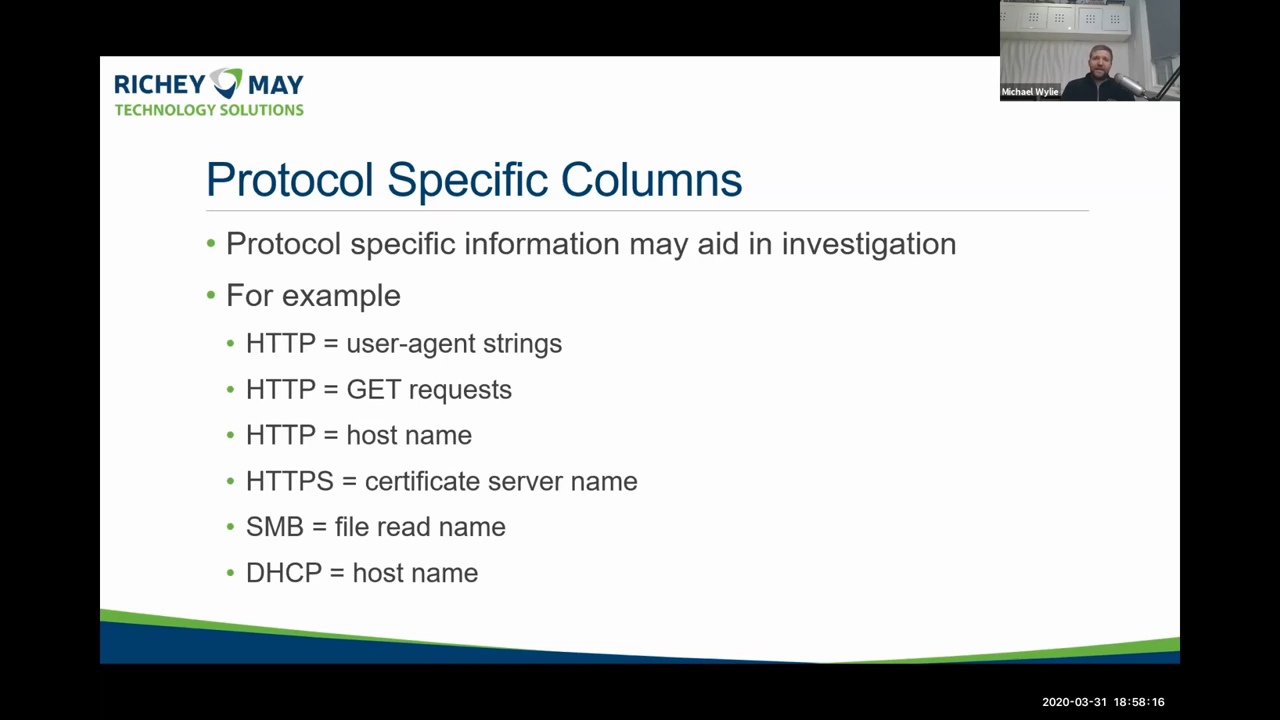 RICHEY MAY
TECHNOLOGY SOLUTIONS
Michael Wylie
Protocol Specific Columns
• Protocol specific information may aid in investigation
• For example
• HTTP = user-agent strings
• HTTP = GET requests
• HTTP = host name
• HTTPS = certificate server name
• SMB = file read name
• DHCP = host name
2020-03-31 18:58:16